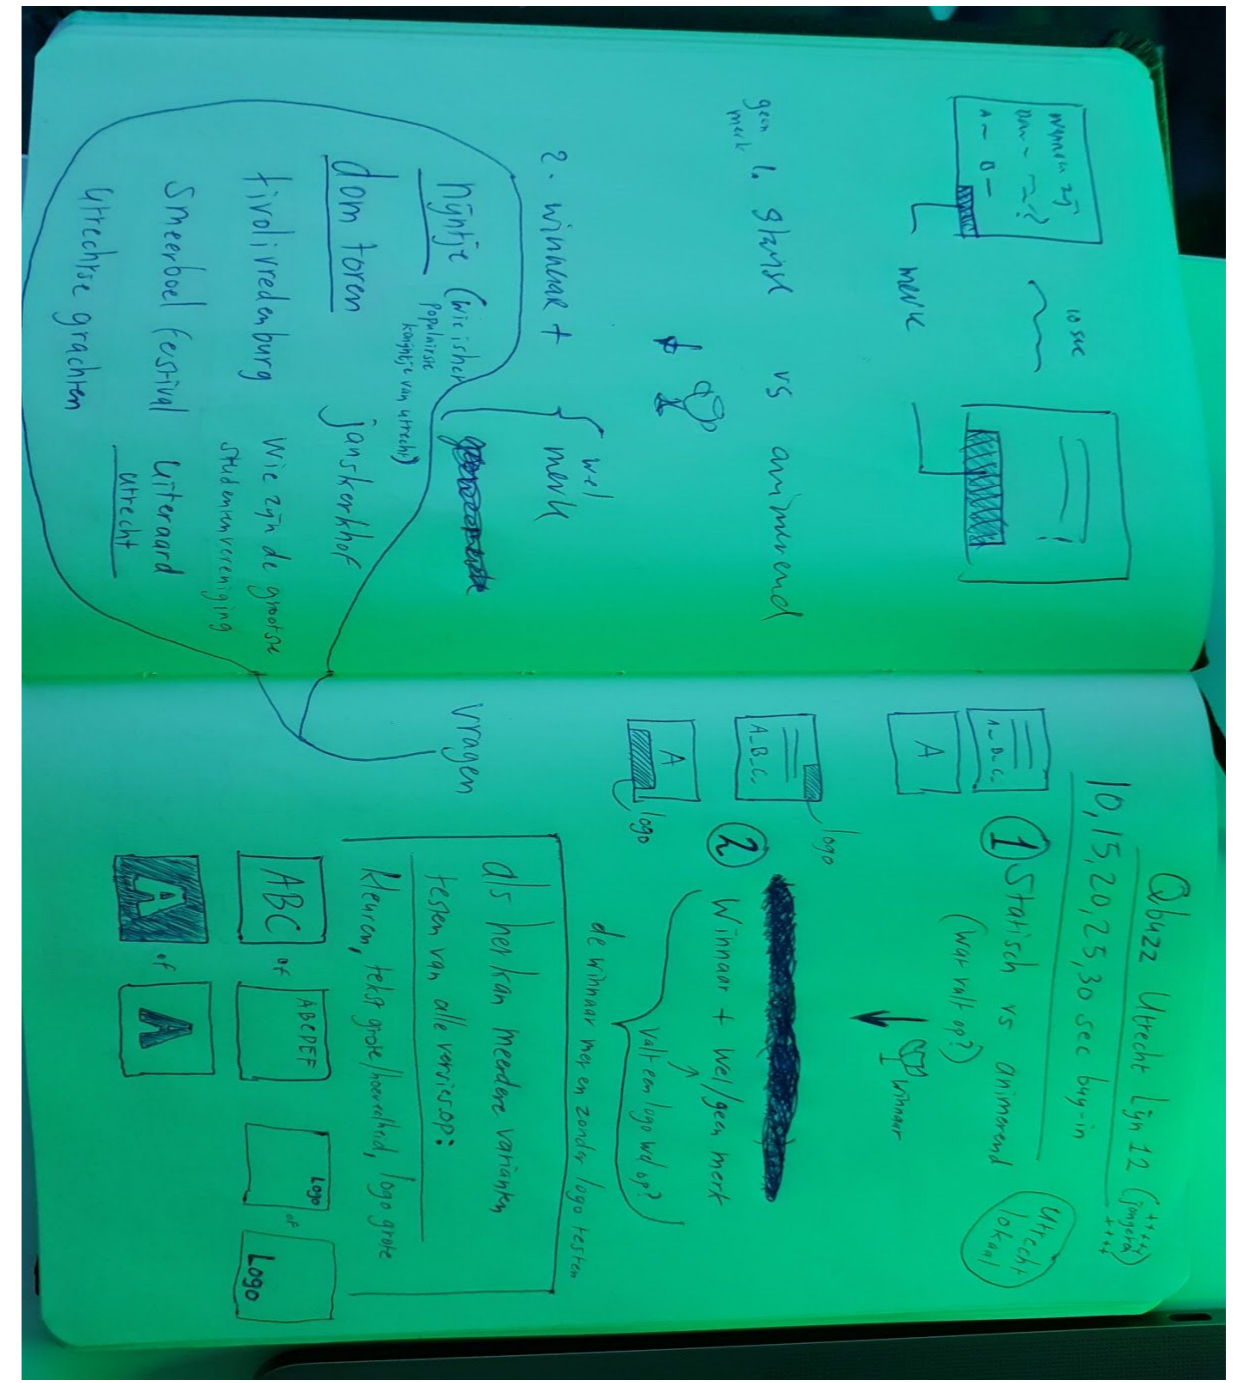 wanneer zijn
A ~ B —
10 sec
merk
geen
merk
1. statisch vs animerend
2. winnaar +
wel
merk
nijntje (wie is het
populairste
konijntje van utrecht)
dom toren
janskerkhof
tivolivredenburg
wie zijn de grootste
studentenvereniging
smeerboel festival
uiteraard
utrecht
utrechtse grachten
Qbuzz Utrecht Lijn 12 (jongeren)
++++
++++
10, 15, 20, 25, 30 sec buy-in
Utrecht
lokaal
A_B_C_
A
1 Statisch vs animerend
(wat valt op?)
winnaar
logo
A_B_C_
A
logo
2 Winnaar + wel/geen merk
valt een logo wel op?
de winnaar met en zonder logo testen
vragen
als het kan meerdere varianten
testen van alle versies op:
kleuren, tekst grote/hoeveelheid, logo grote
ABC of ABCDEF
Logo of Logo
A of A